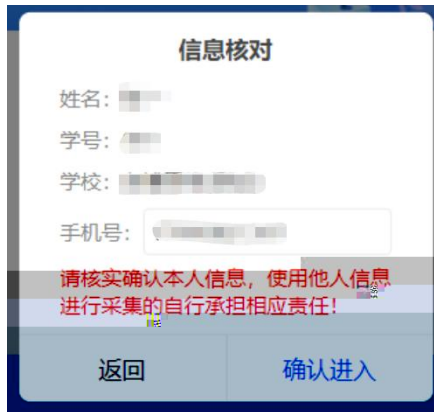 信息核对
姓名：
学号：
学校：
手机号：
请核实确认本人信息，使用他人信息
进行采集的自行承担相应责任！
返回
确认进入